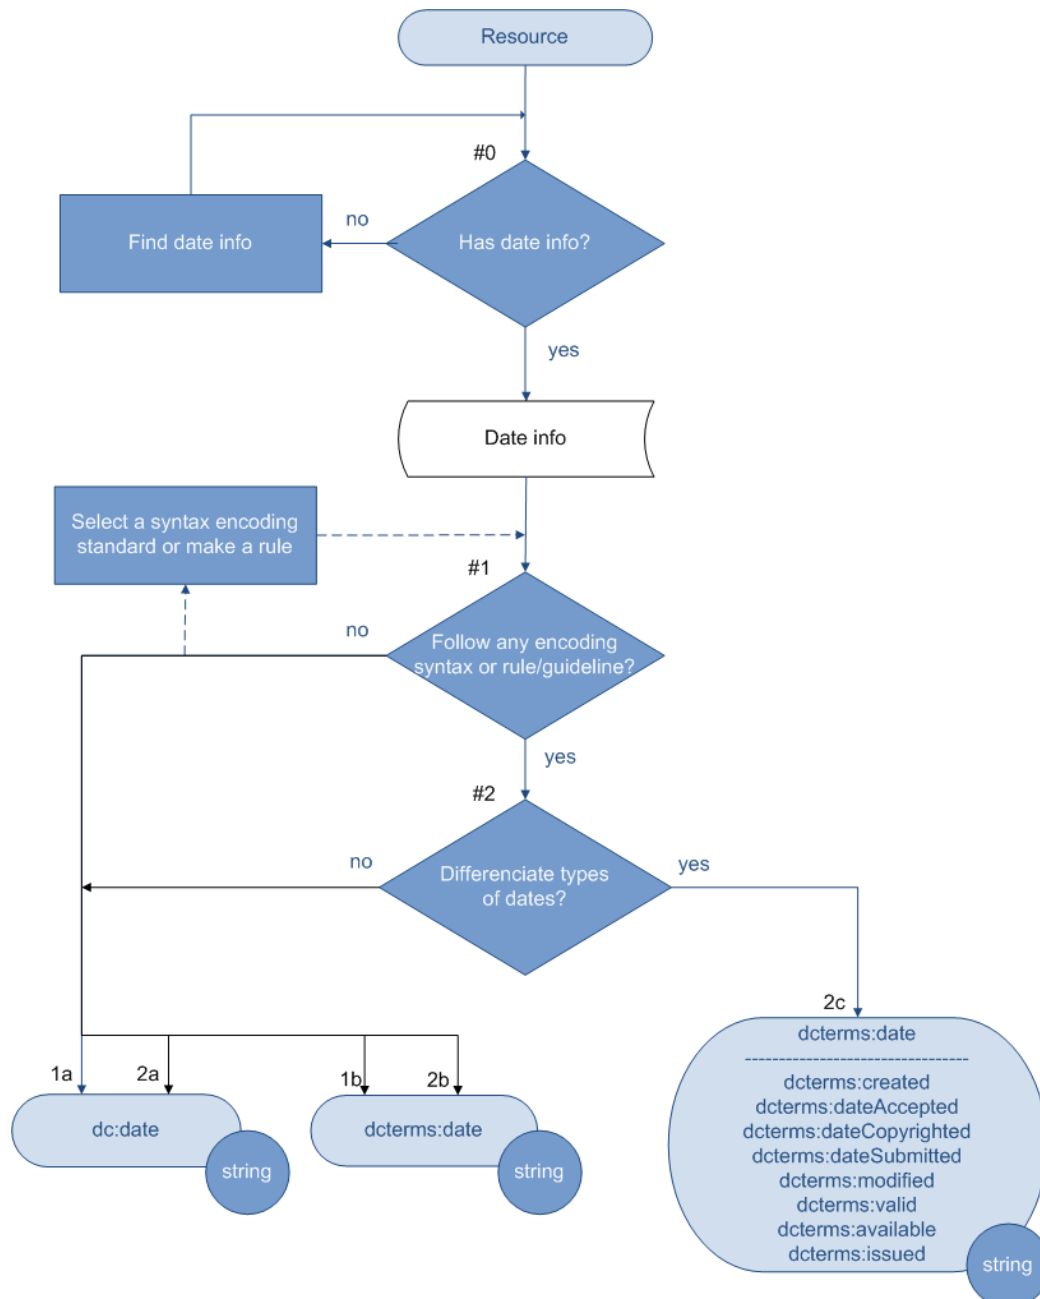 Resource
#0
no
Find date info
Has date info?
yes
Date info
Select a syntax encoding
standard or make a rule
#1
no
Follow any encoding
syntax or rule/guideline?
yes
#2
no
yes
Differenciate types
of dates?
2c
dcterms:date
---------------------------------
dcterms:created
dcterms:dateAccepted
dcterms:dateCopyrighted
dcterms:dateSubmitted
dcterms:modified
dcterms:valid
dcterms:available
dcterms:issued
string
1a
2a
1b
2b
dc:date
string
dcterms:date
string